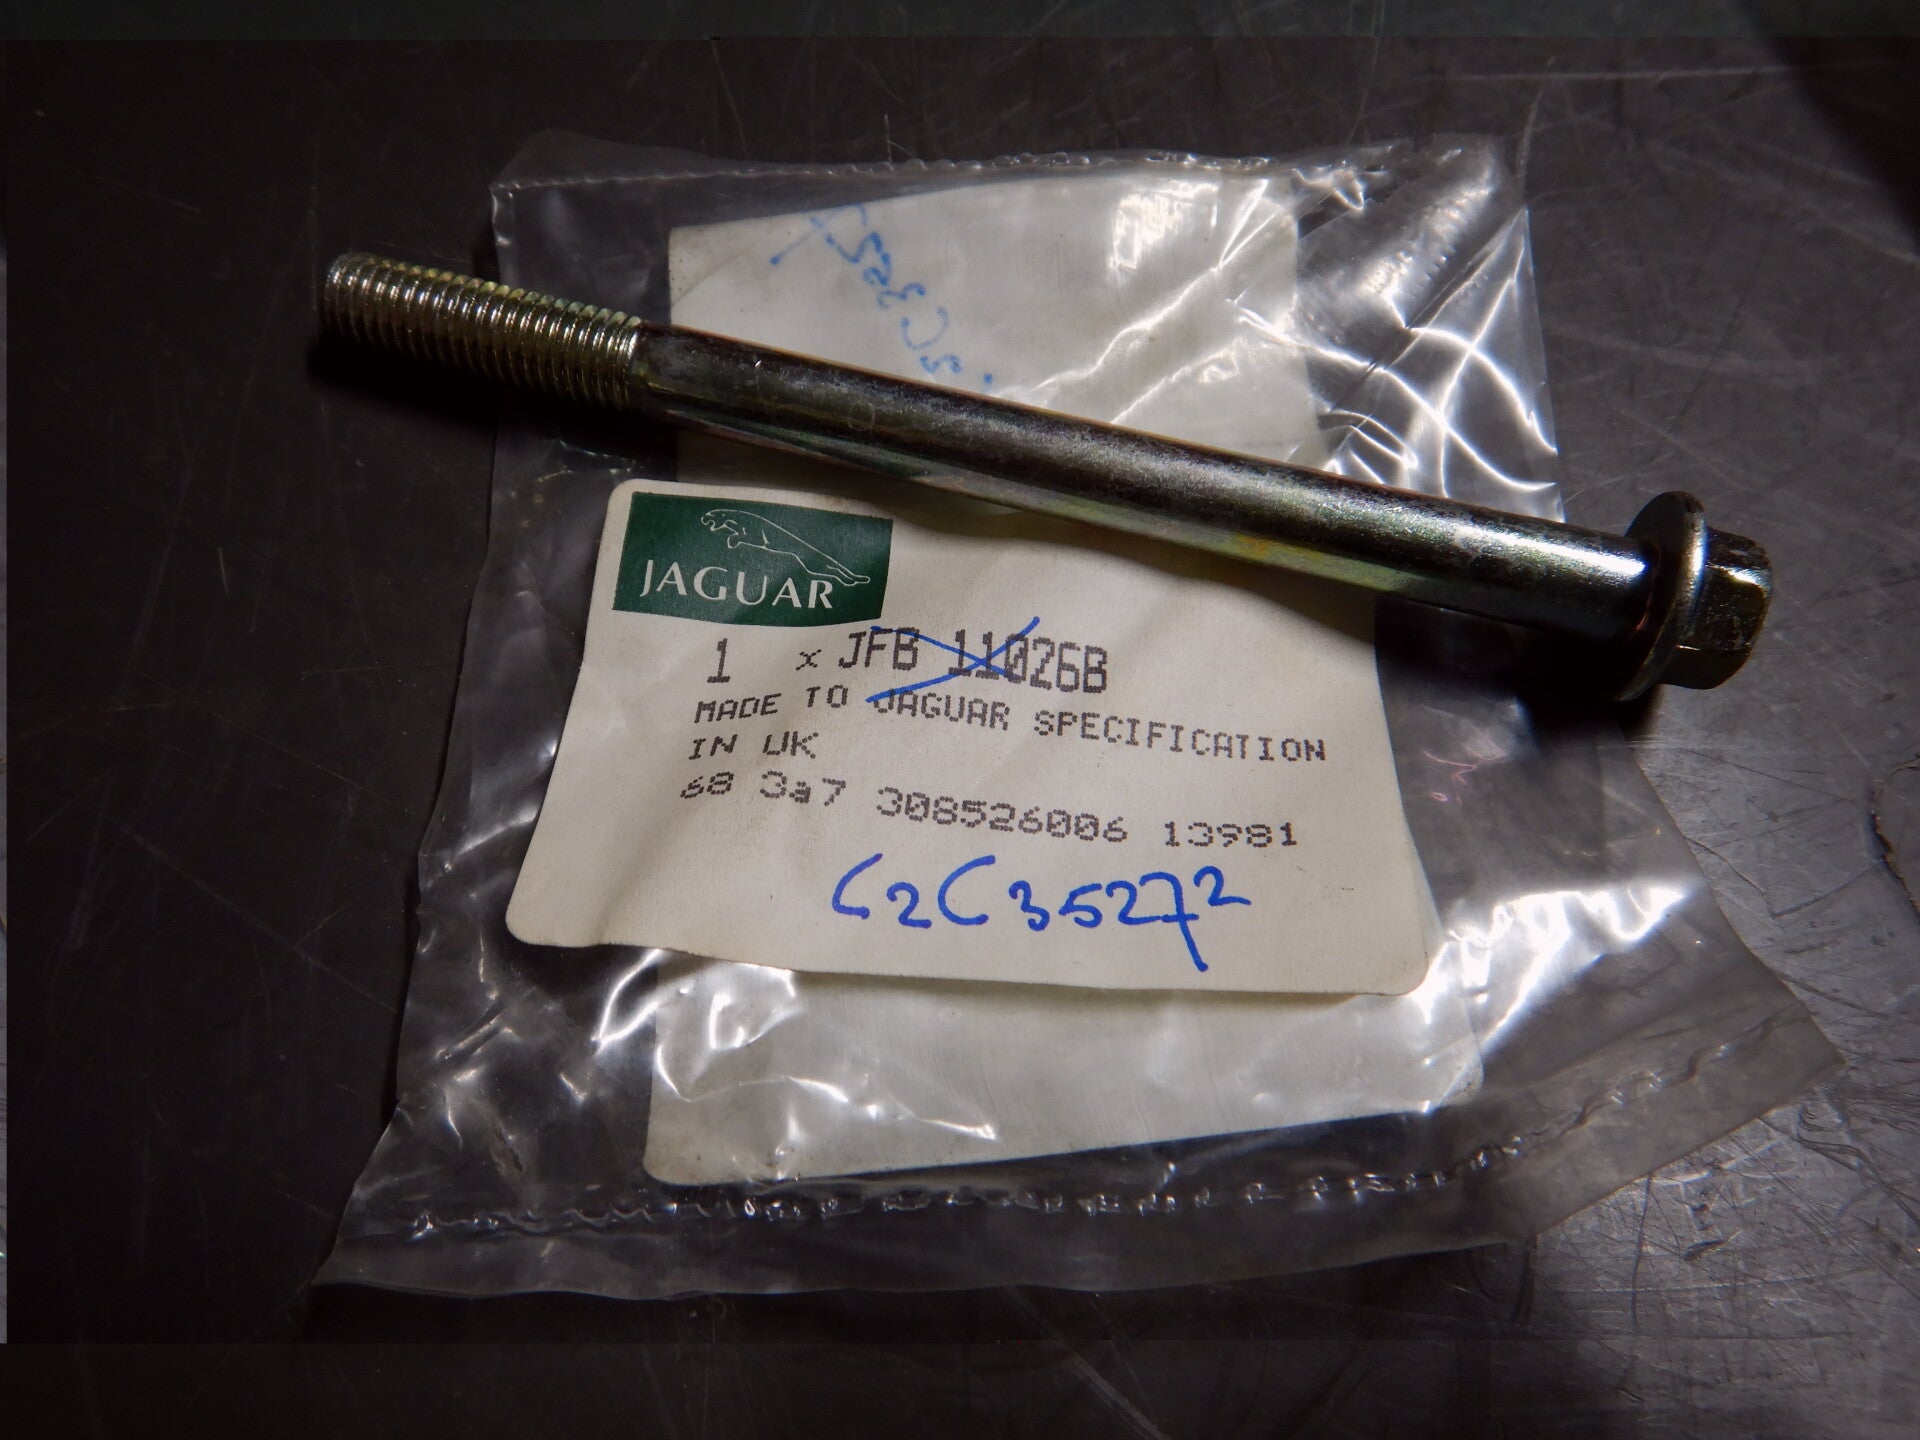 JAGUAR
1 x JFB 11026B
MADE TO JAGUAR SPECIFICATION
IN UK
68 3a7 308526006 13981
C2C35272